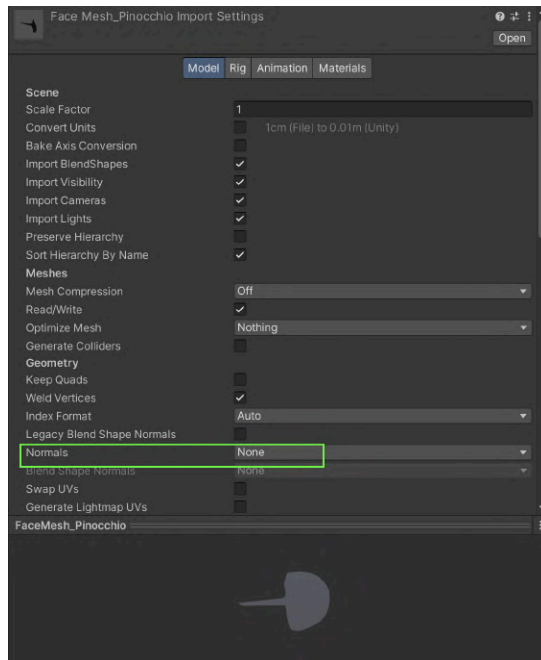 Face Mesh_Pinocchio Import Settings
Open
Model Rig Animation Materials
Scene
Scale Factor 1
Convert Units 1cm (File) to 0.01m (Unity)
Bake Axis Conversion
Import BlendShapes
Import Visibility
Import Cameras
Import Lights
Preserve Hierarchy
Sort Hierarchy By Name
Meshes
Mesh Compression Off
Read/Write
Optimize Mesh Nothing
Generate Colliders
Geometry
Keep Quads
Weld Vertices
Index Format Auto
Legacy Blend Shape Normals
Normals None
Blend Shape Normals None
Swap UVs
Generate Lightmap UVs
FaceMesh_Pinocchio